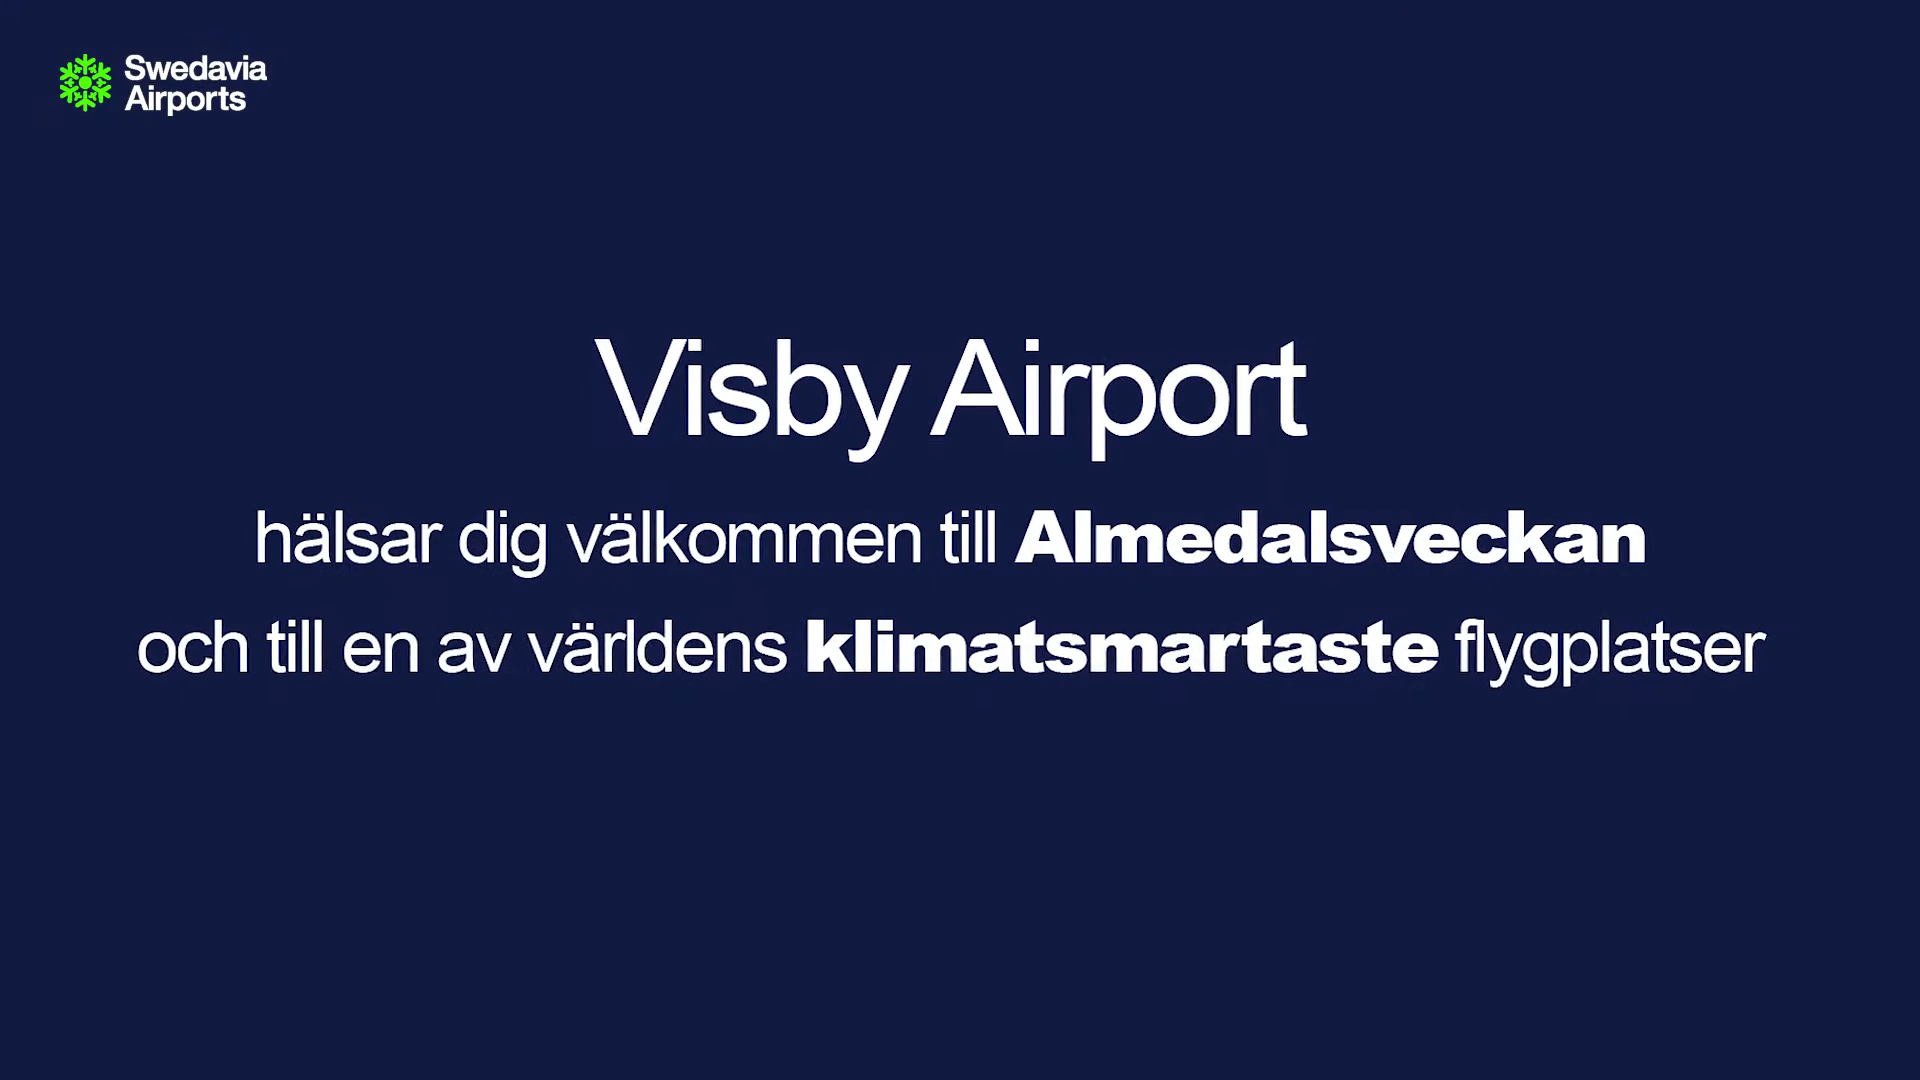 Swedavia
Airports
Visby Airport
hälsar dig välkommen till Almedalsveckan
och till en av världens klimatsmartaste flygplatser